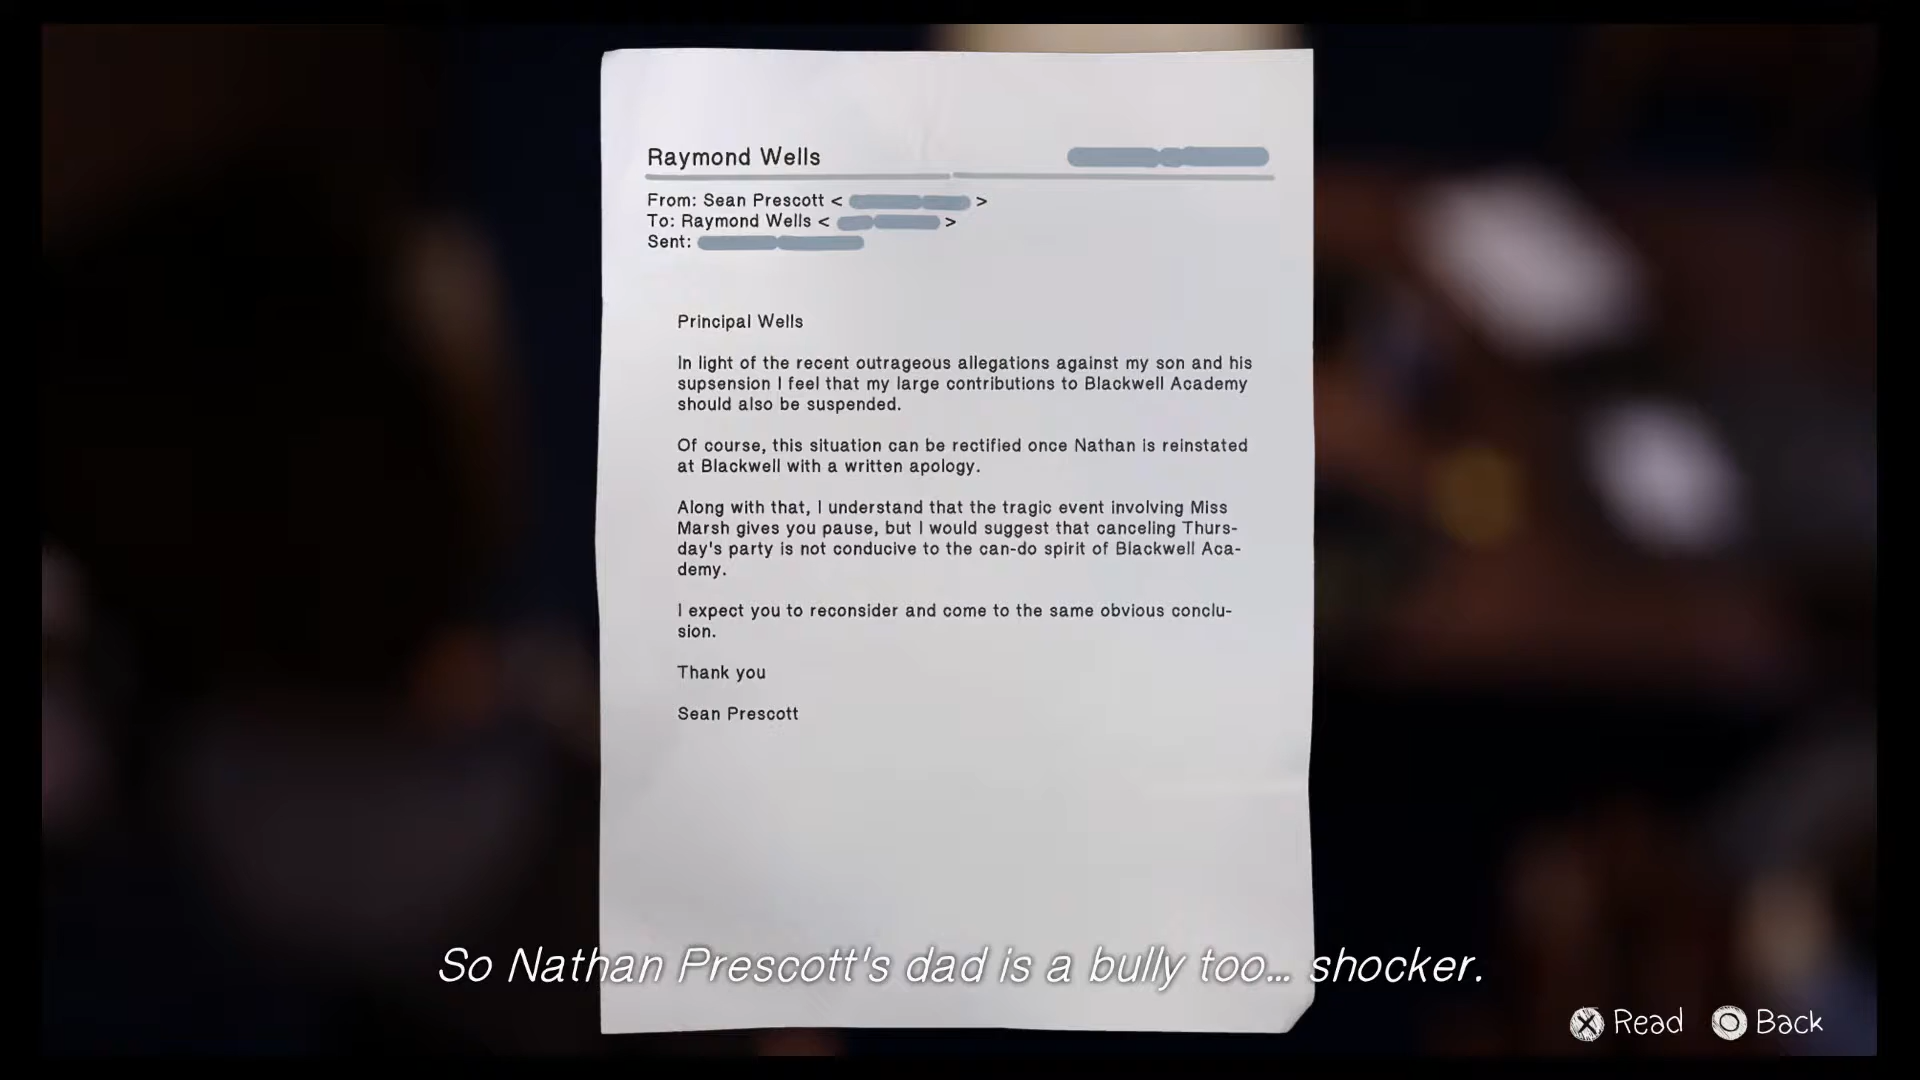 Raymond Wells
From: Sean Prescott < >
To: Raymond Wells < >
Sent:
Principal Wells
In light of the recent outrageous allegations against my son and his
supsension I feel that my large contributions to Blackwell Academy
should also be suspended.
Of course, this situation can be rectified once Nathan is reinstated
at Blackwell with a written apology.
Along with that, I understand that the tragic event involving Miss
Marsh gives you pause, but I would suggest that canceling Thurs-
day's party is not conducive to the can-do spirit of Blackwell Aca-
demy.
I expect you to reconsider and come to the same obvious conclu-
sion.
Thank you
Sean Prescott
So Nathan Prescott's dad is a bully too... shocker.
Read Back